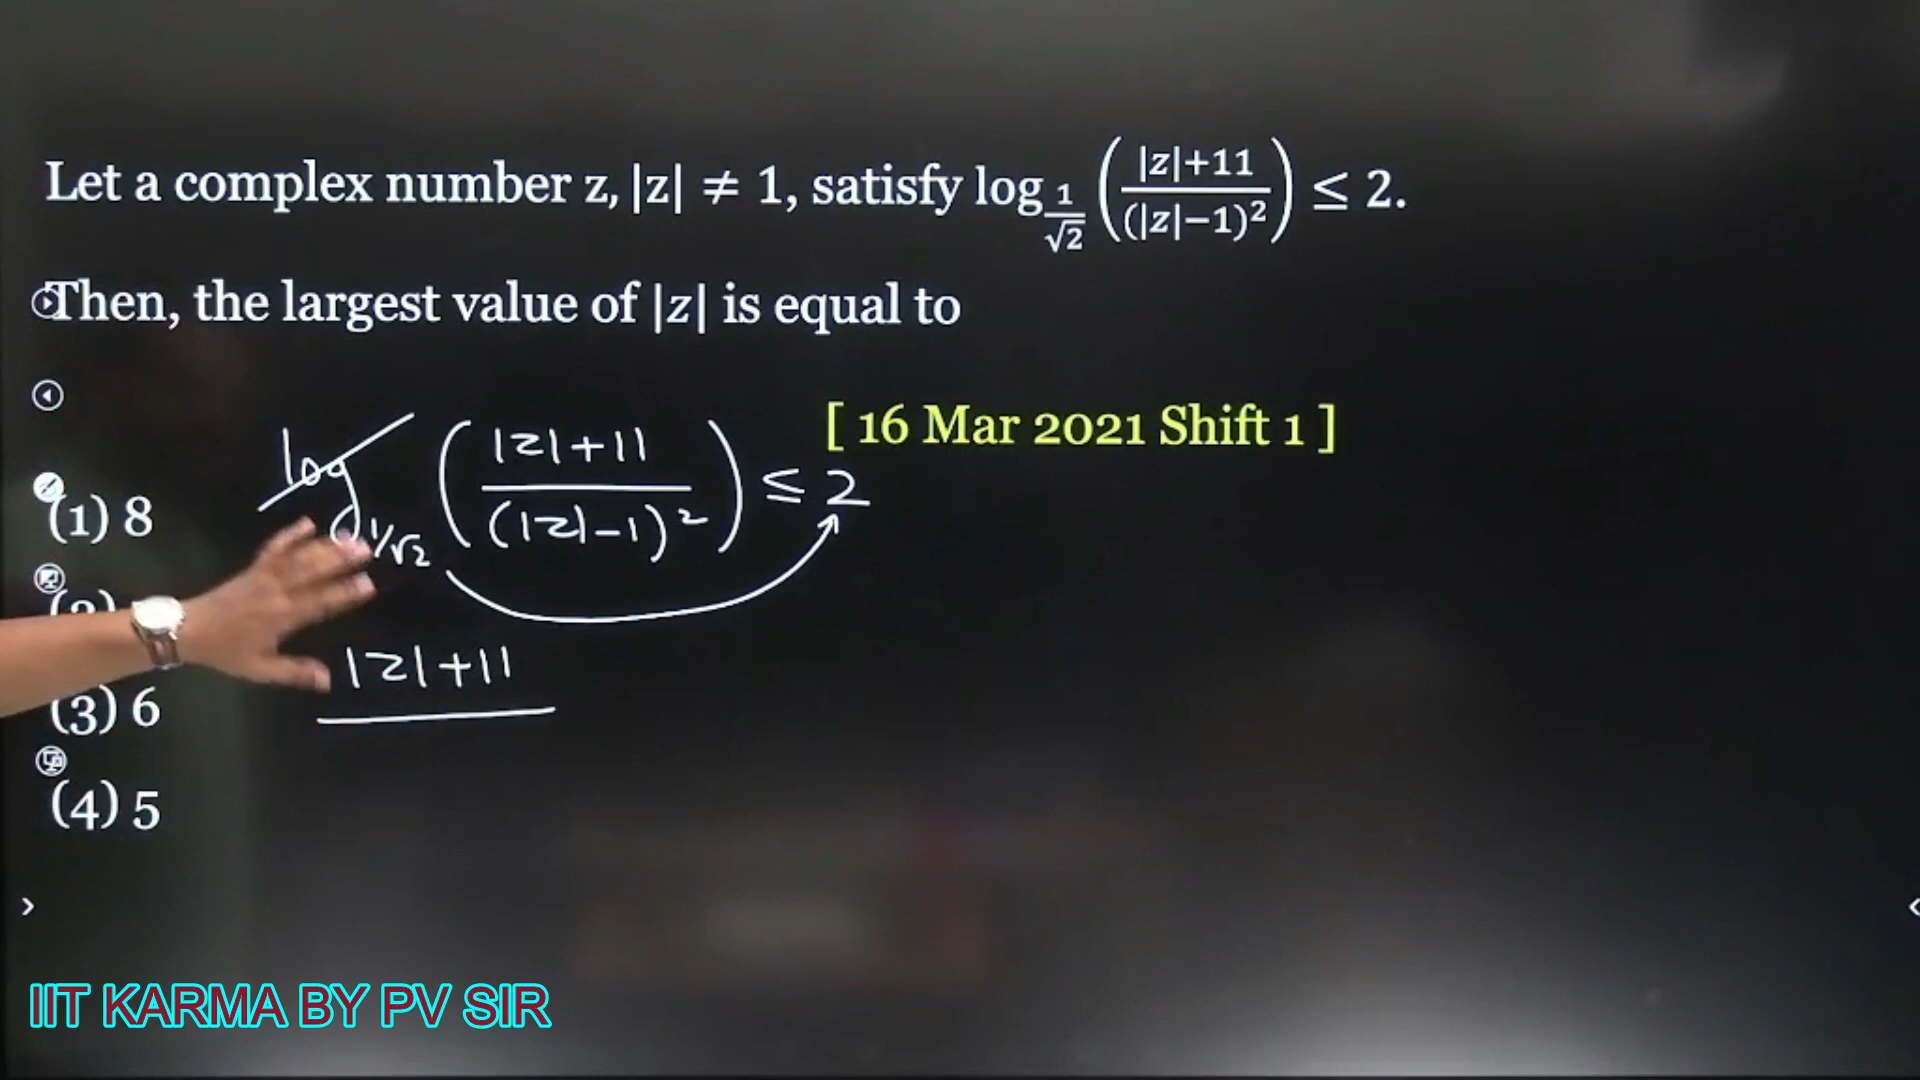 Let a complex number z, |z| ≠ 1, satisfy log_{1/√2} ( (|z|+11) / (|z|−1)² ) ≤ 2.
Then, the largest value of |z| is equal to
[ 16 Mar 2021 Shift 1 ]
log_{1/√2} ( (|z|+11) / (|z|−1)² ) ≤ 2
(1) 8
|z|+11
(3) 6
(4) 5
IIT KARMA BY PV SIR